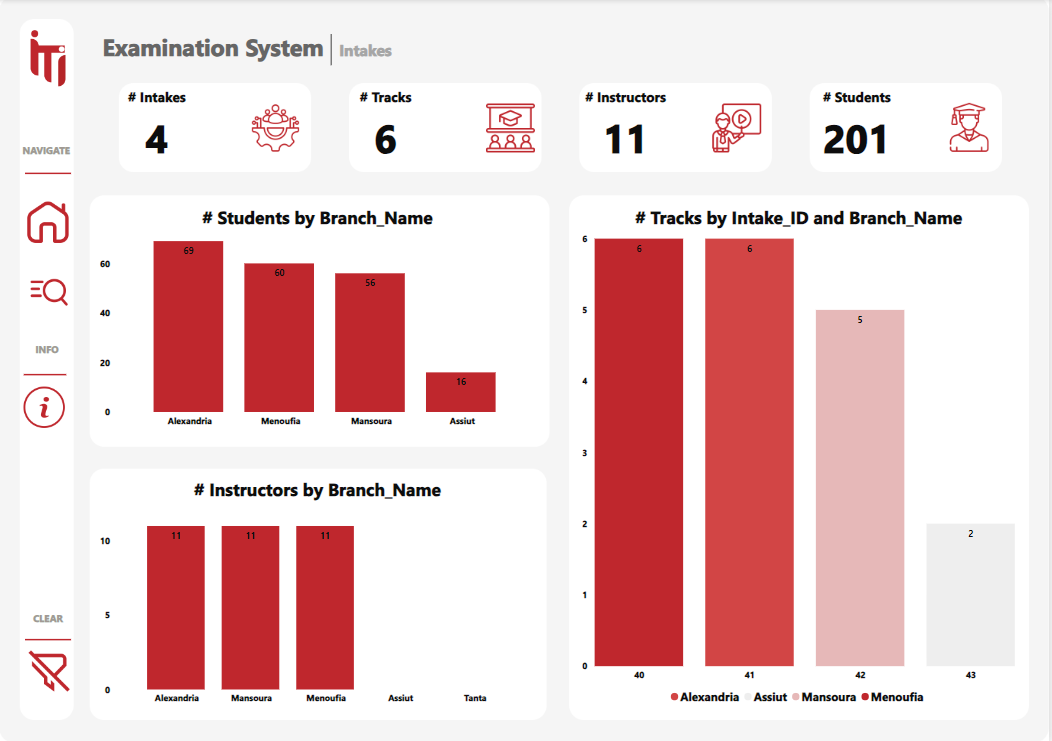 iTi
Examination System | Intakes
# Intakes
4
# Tracks
6
# Instructors
11
# Students
201
NAVIGATE
INFO
i
CLEAR
# Students by Branch_Name
60
40
20
0
69
60
56
16
Alexandria Menoufia Mansoura Assiut
# Instructors by Branch_Name
10
5
0
11
11
11
Alexandria Mansoura Menoufia Assiut Tanta
# Tracks by Intake_ID and Branch_Name
6
5
4
3
2
1
0
6
6
5
2
40 41 42 43
Alexandria Assiut Mansoura Menoufia